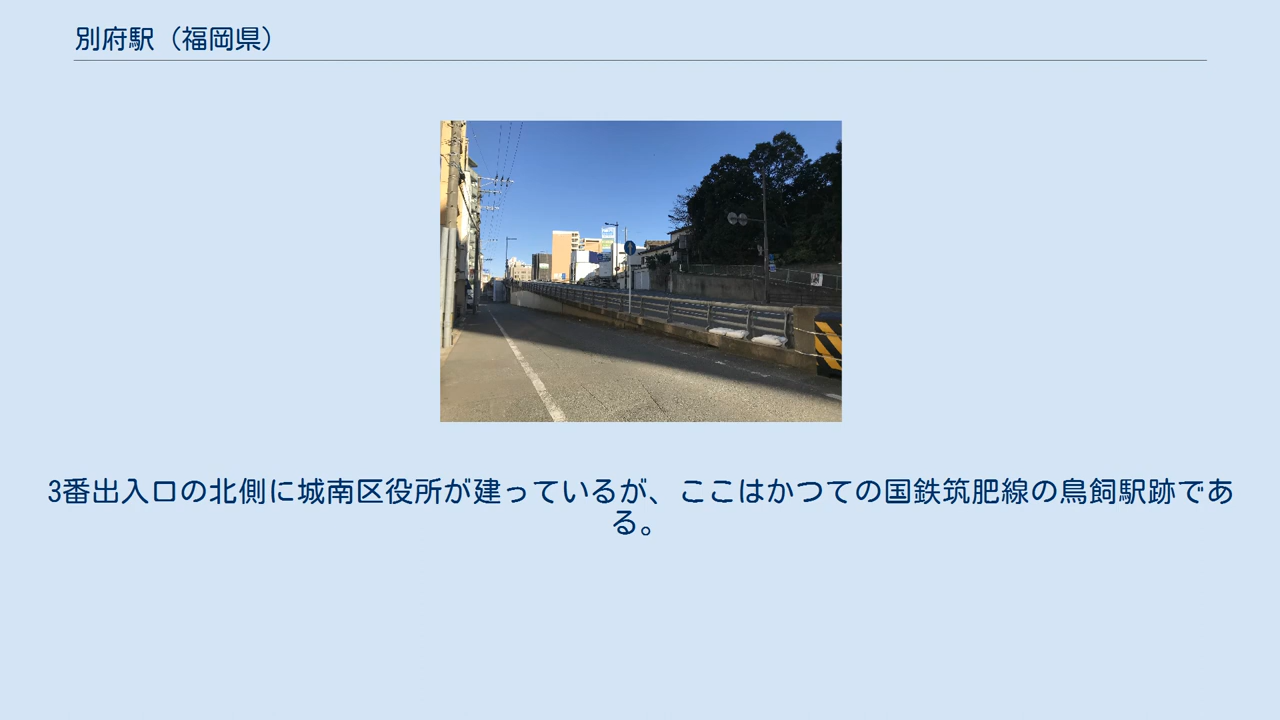 別府駅（福岡県）
3番出入口の北側に城南区役所が建っているが、ここはかつての国鉄筑肥線の鳥飼駅跡であ
る。